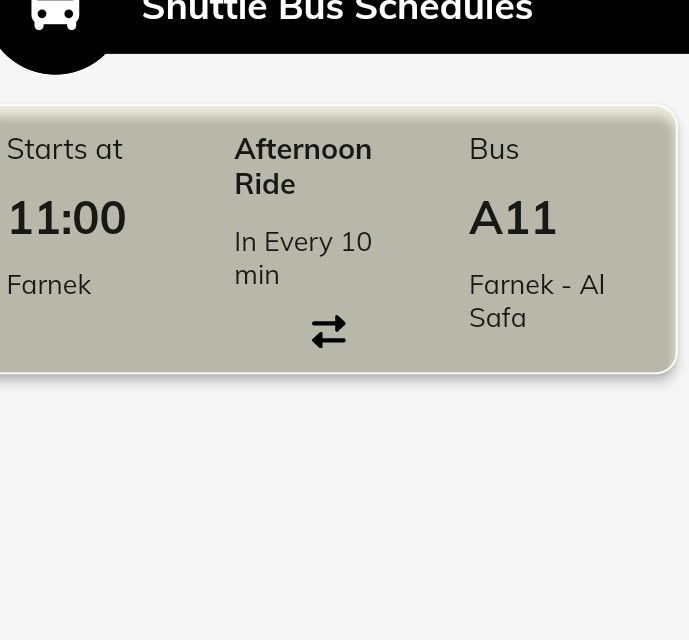 Shuttle Bus Schedules
Starts at
11:00
Farnek
Afternoon
Ride
In Every 10
min
Bus
A11
Farnek - Al
Safa